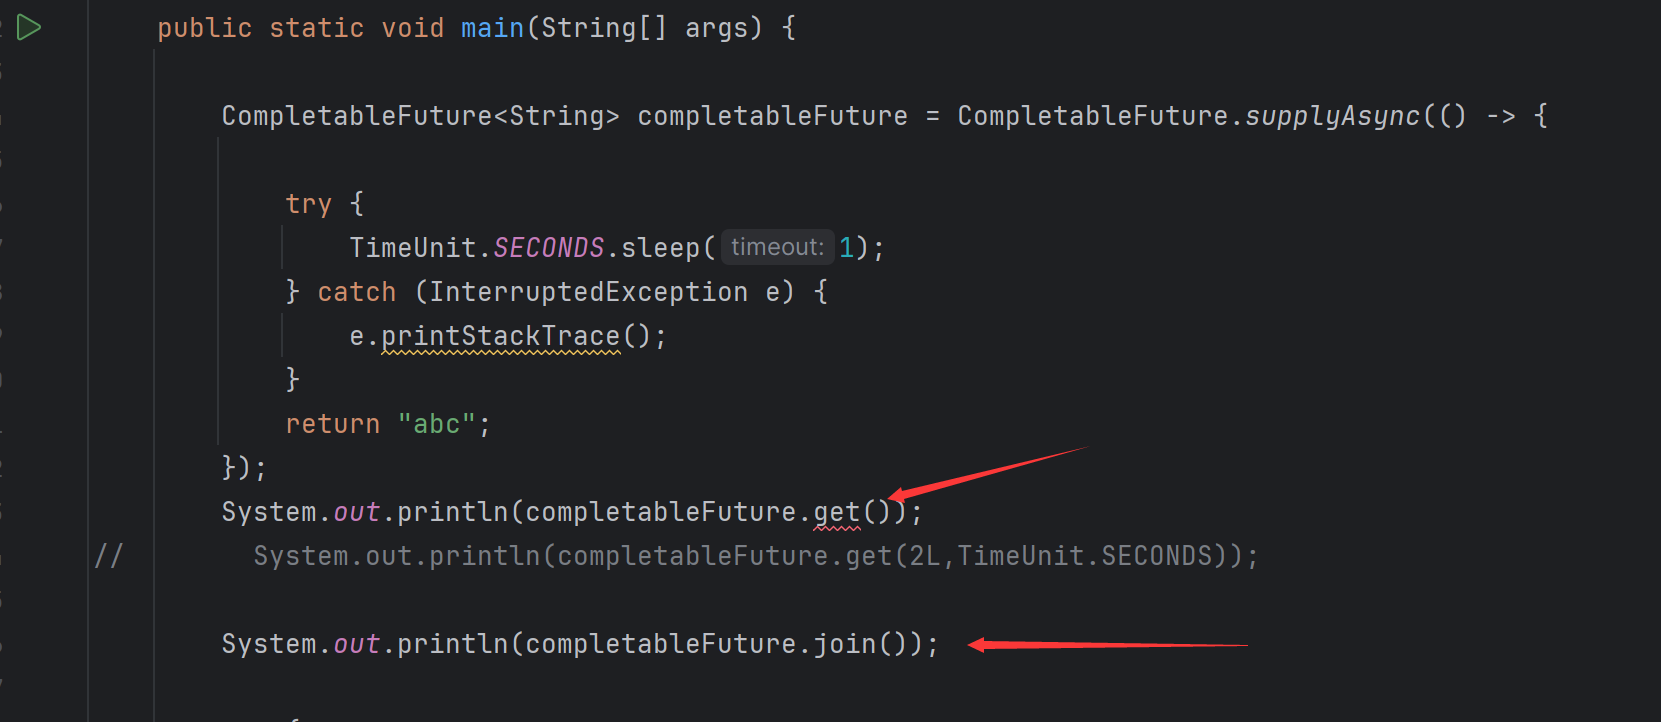 public static void main(String[] args) {
CompletableFuture<String> completableFuture = CompletableFuture.supplyAsync(() -> {
try {
TimeUnit.SECONDS.sleep( timeout: 1);
} catch (InterruptedException e) {
e.printStackTrace();
}
return "abc";
});
System.out.println(completableFuture.get());
// System.out.println(completableFuture.get(2L,TimeUnit.SECONDS));
System.out.println(completableFuture.join());